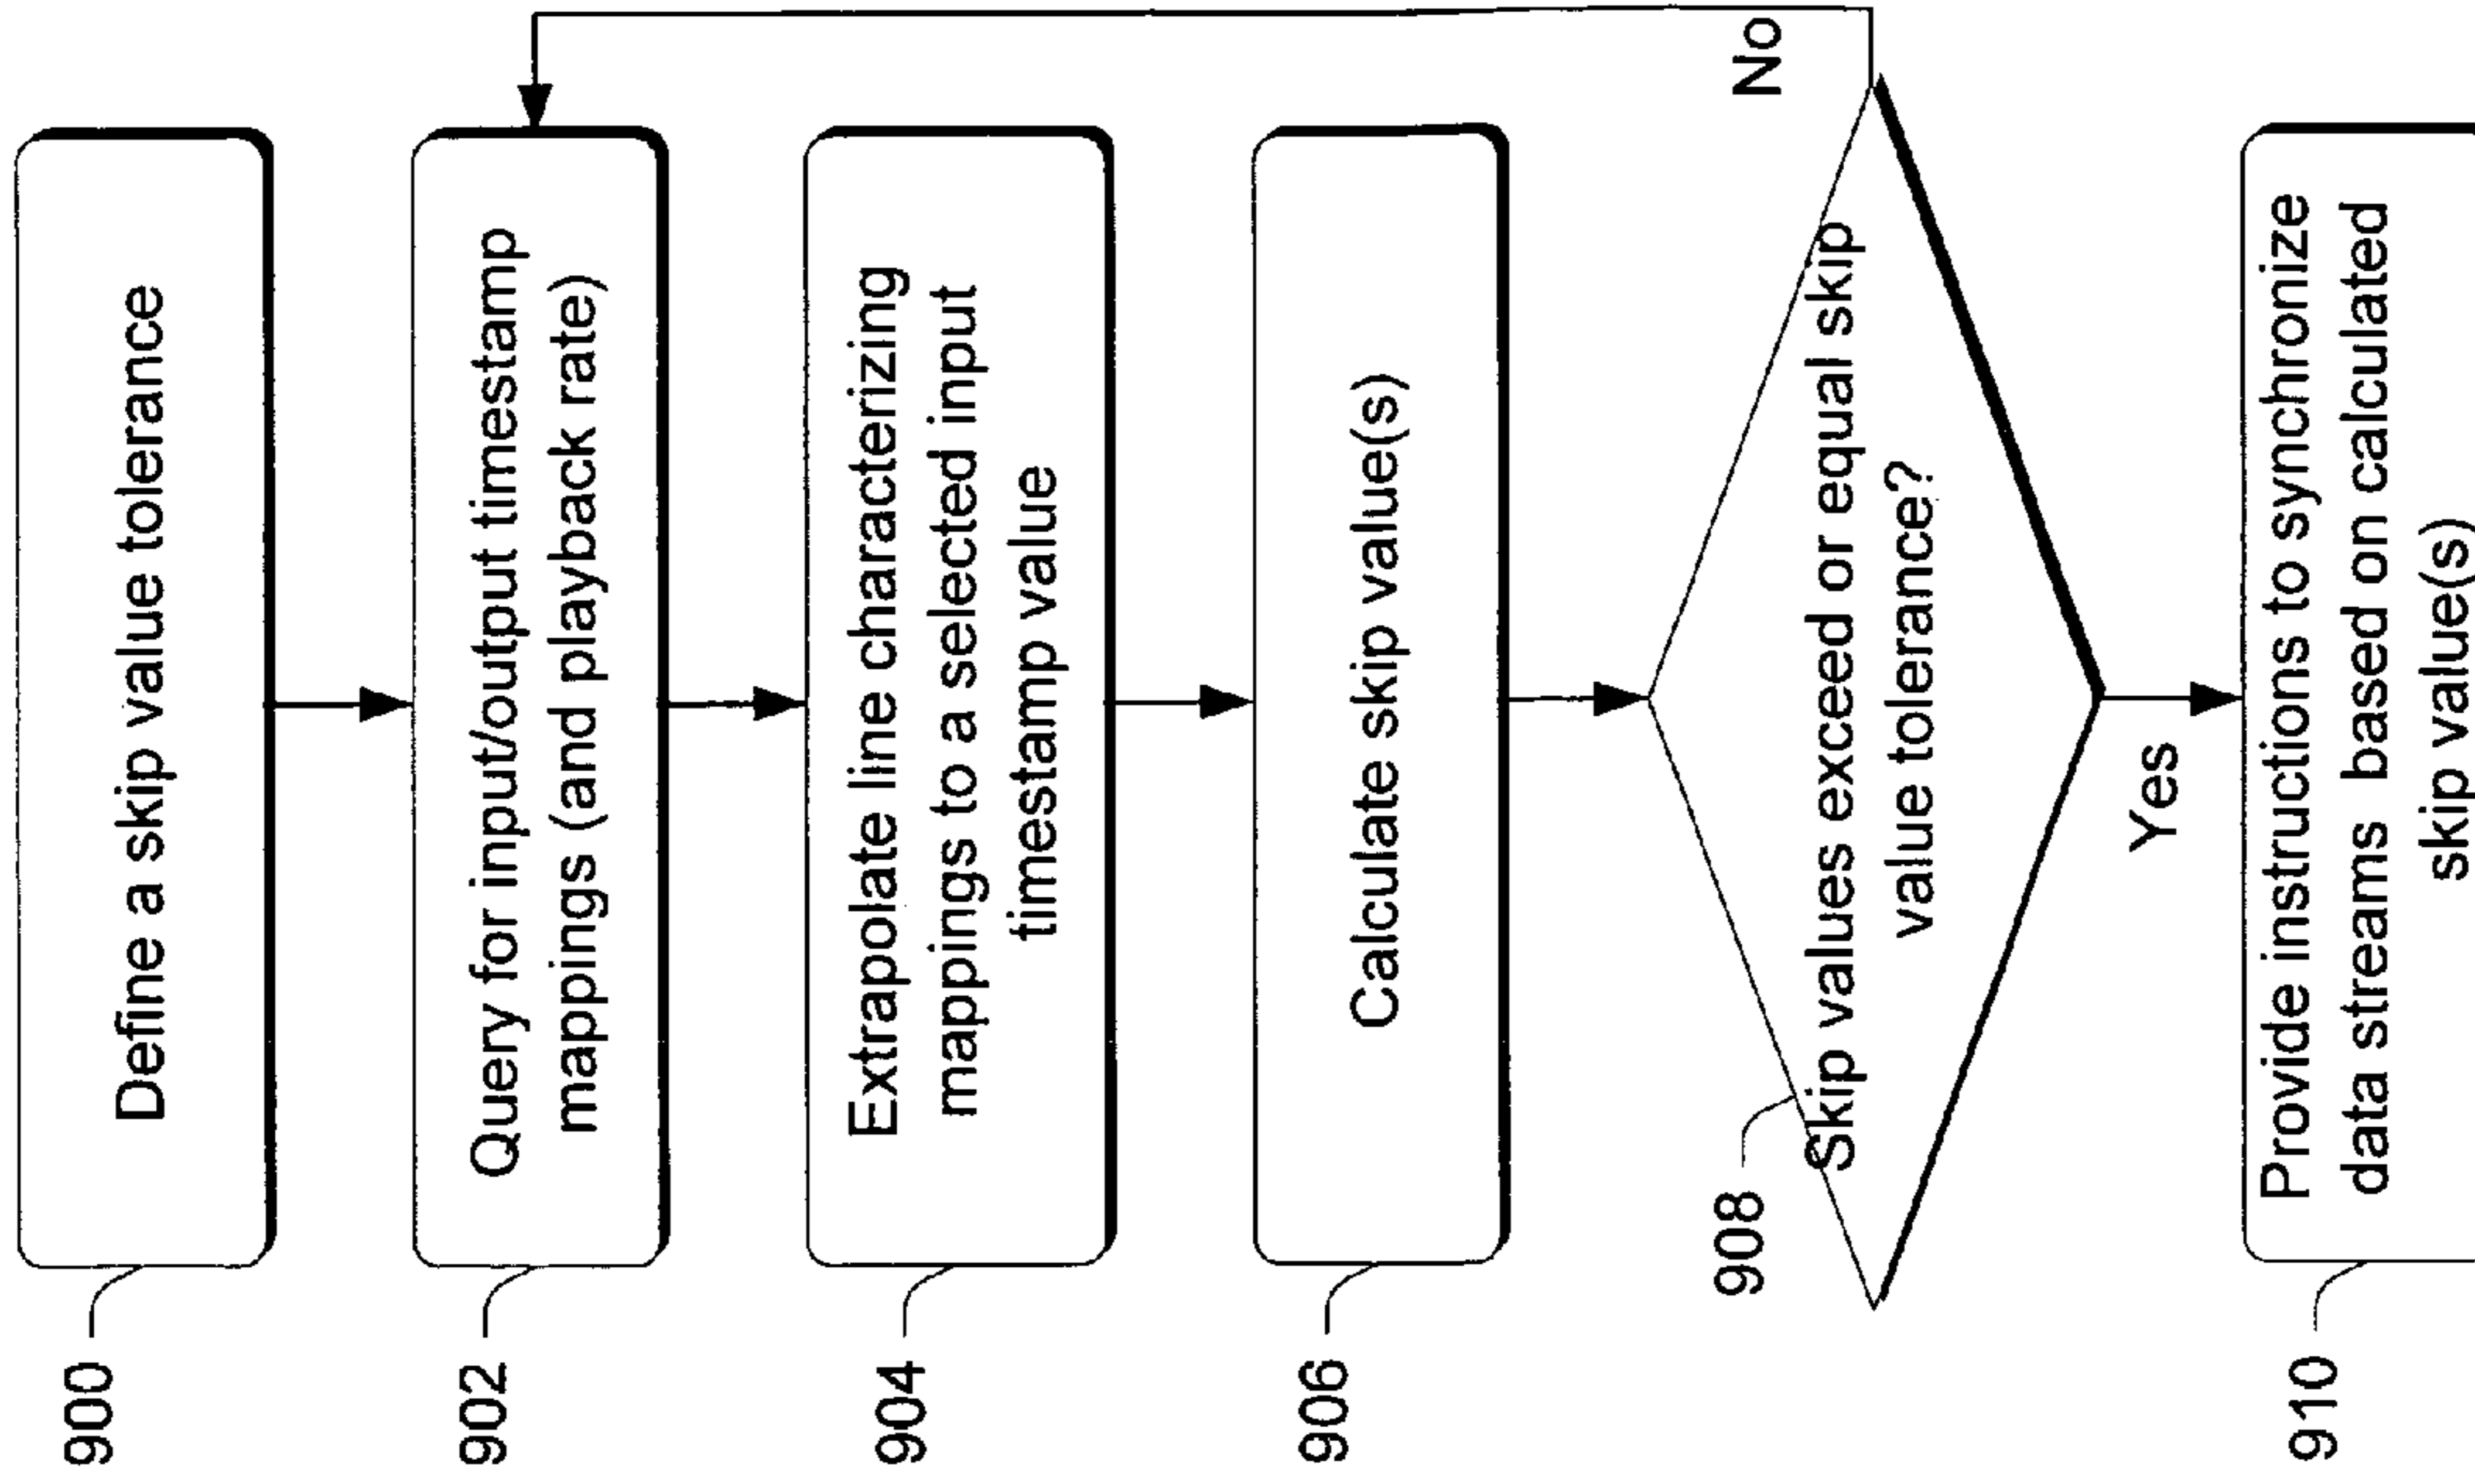 900
Define a skip value tolerance
902
Query for input/output timestamp
mappings (and playback rate)
904
Extrapolate line characterizing
mappings to a selected input
timestamp value
906
Calculate skip value(s)
908
Skip values exceed or equal skip
value tolerance?
No
Yes
910
Provide instructions to synchronize
data streams based on calculated
skip value(s)